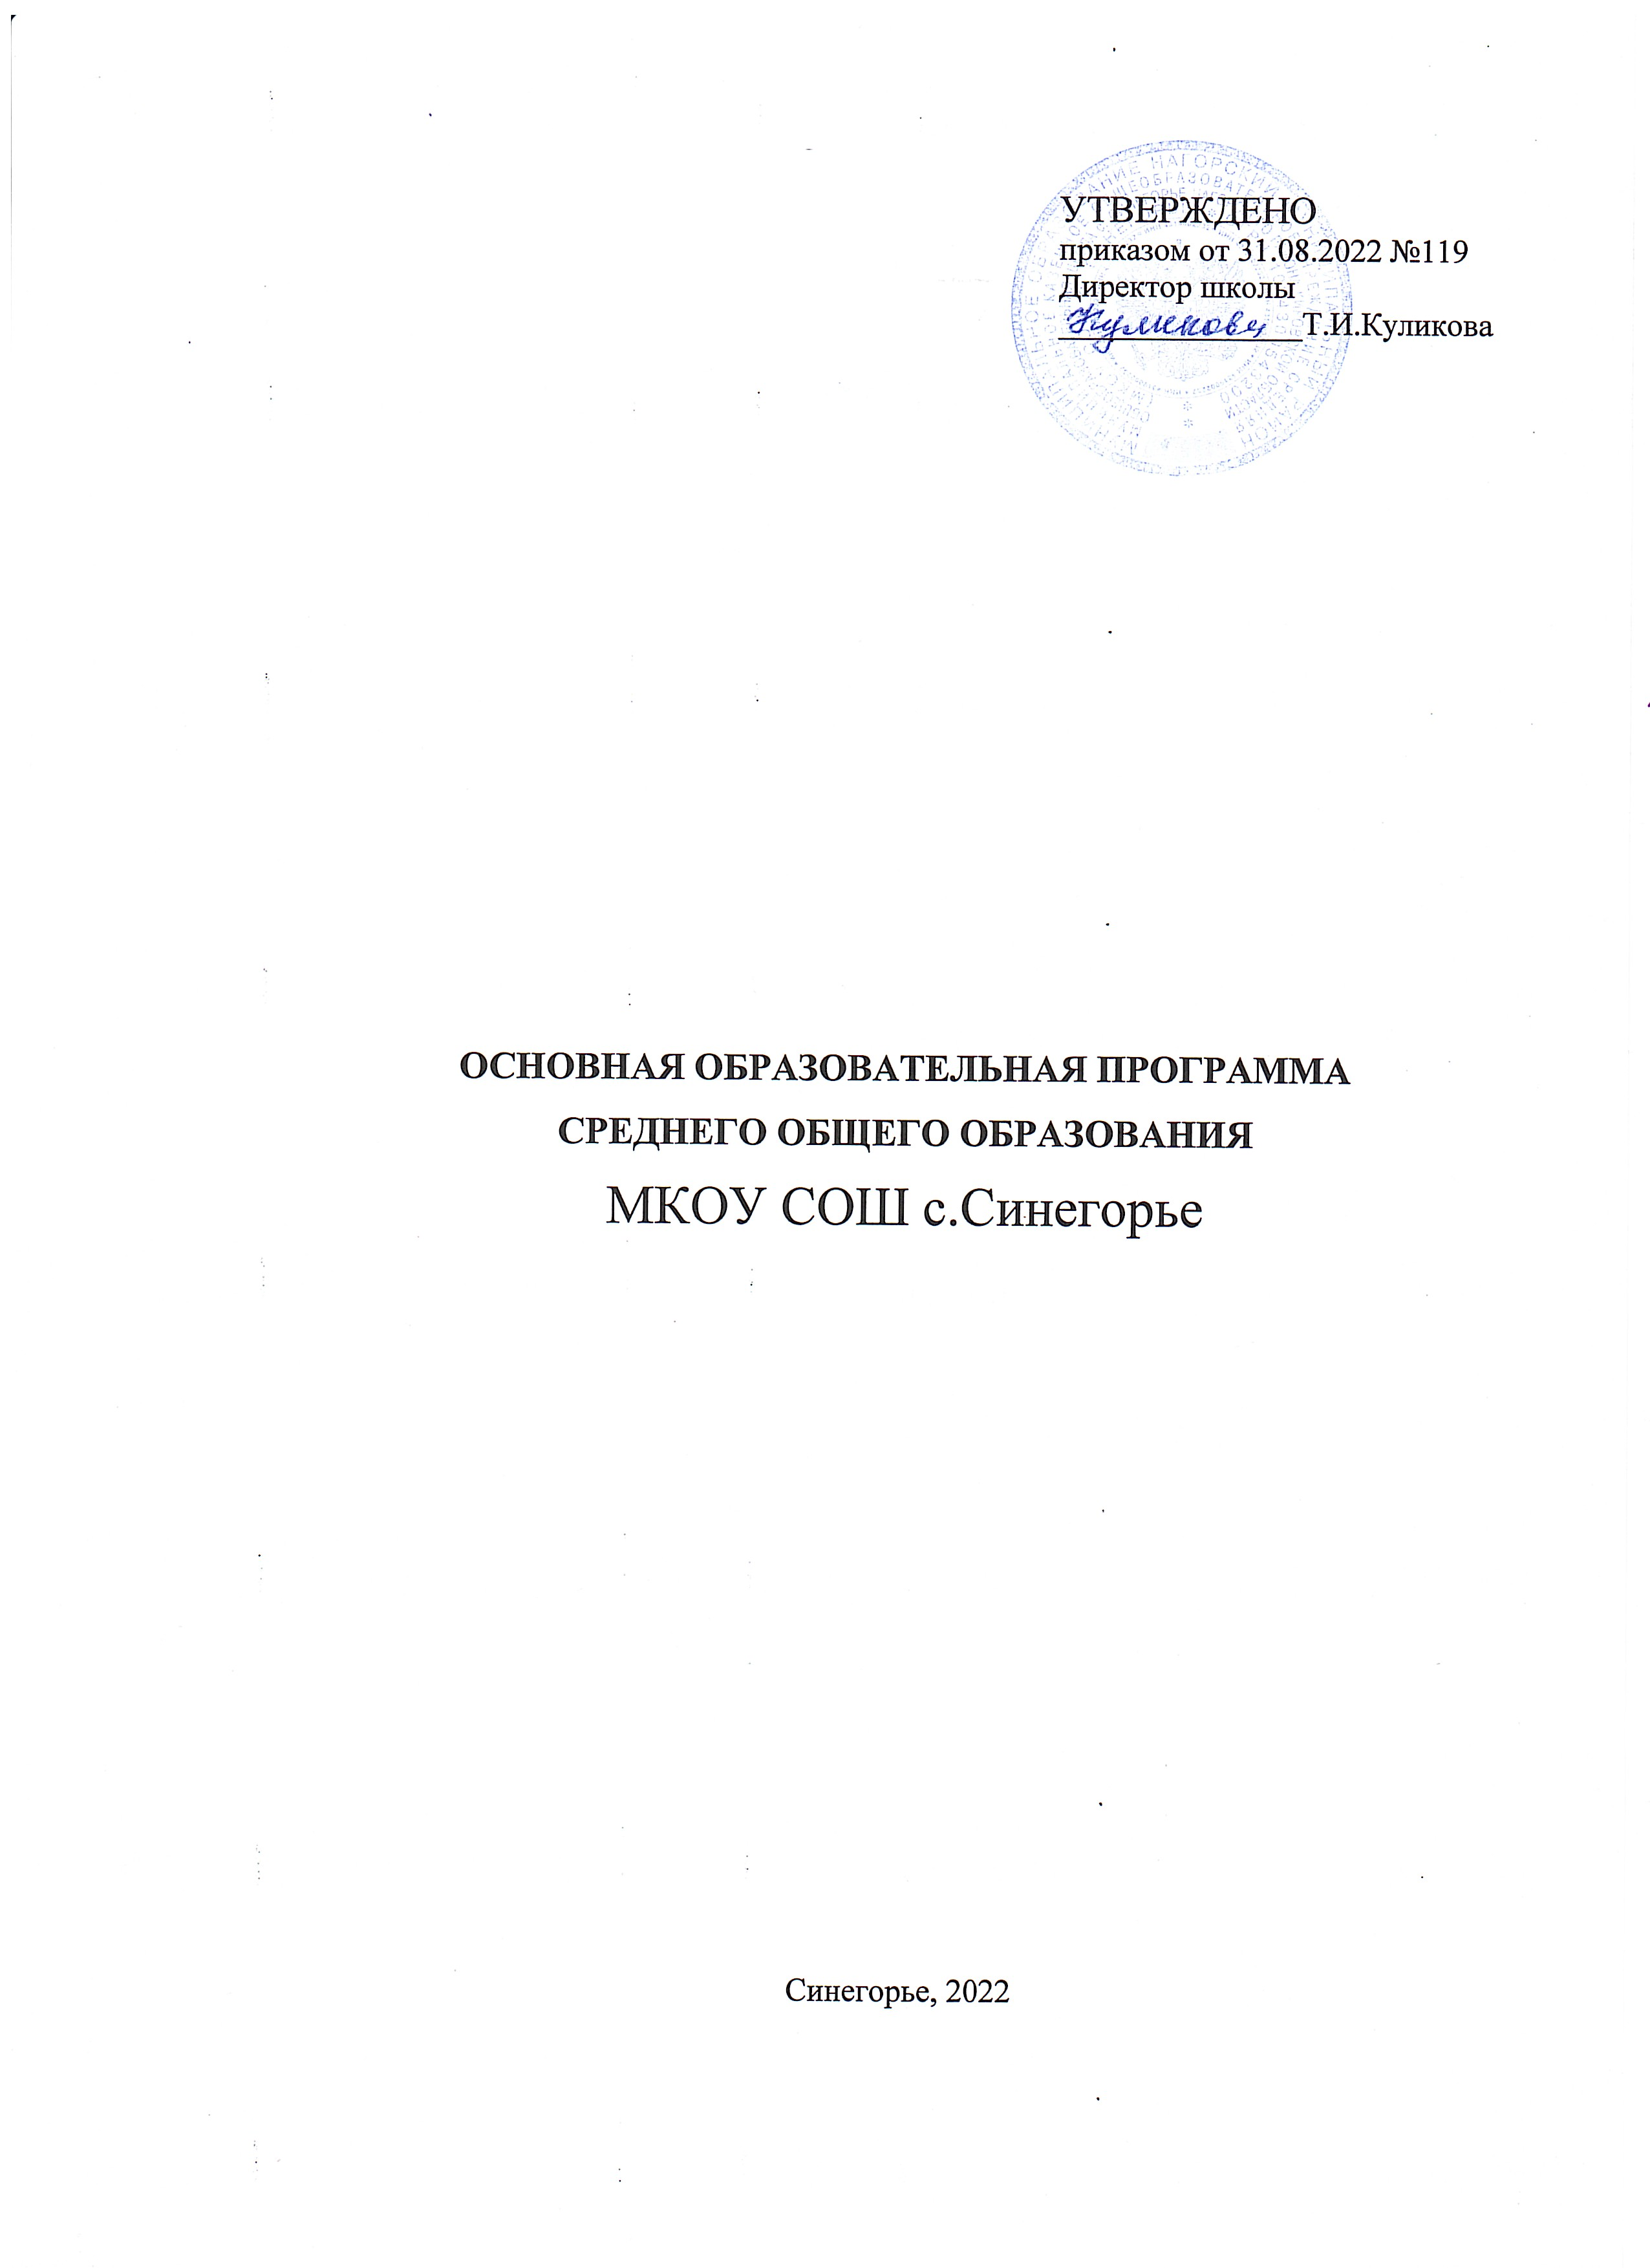 УТВЕРЖДЕНО
приказом от 31.08.2022 №119
Директор школы
Куликова Т.И.Куликова
ОСНОВНАЯ ОБРАЗОВАТЕЛЬНАЯ ПРОГРАММА
СРЕДНЕГО ОБЩЕГО ОБРАЗОВАНИЯ
МКОУ СОШ с.Синегорье
Синегорье, 2022